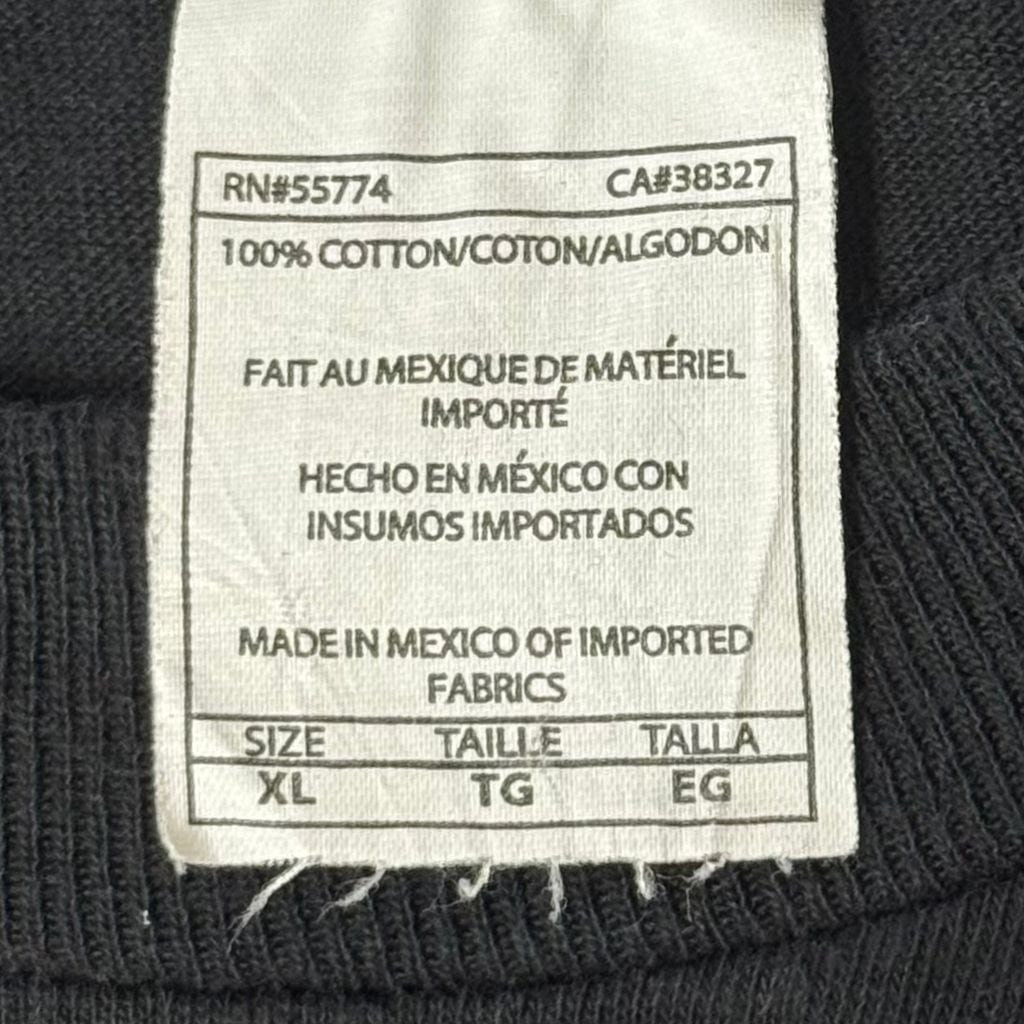 RN#55774 CA#38327
100% COTTON/COTON/ALGODON
FAIT AU MEXIQUE DE MATÉRIEL
IMPORTÉ
HECHO EN MÉXICO CON
INSUMOS IMPORTADOS
MADE IN MEXICO OF IMPORTED
FABRICS
SIZE TAILLE TALLA
XL TG EG